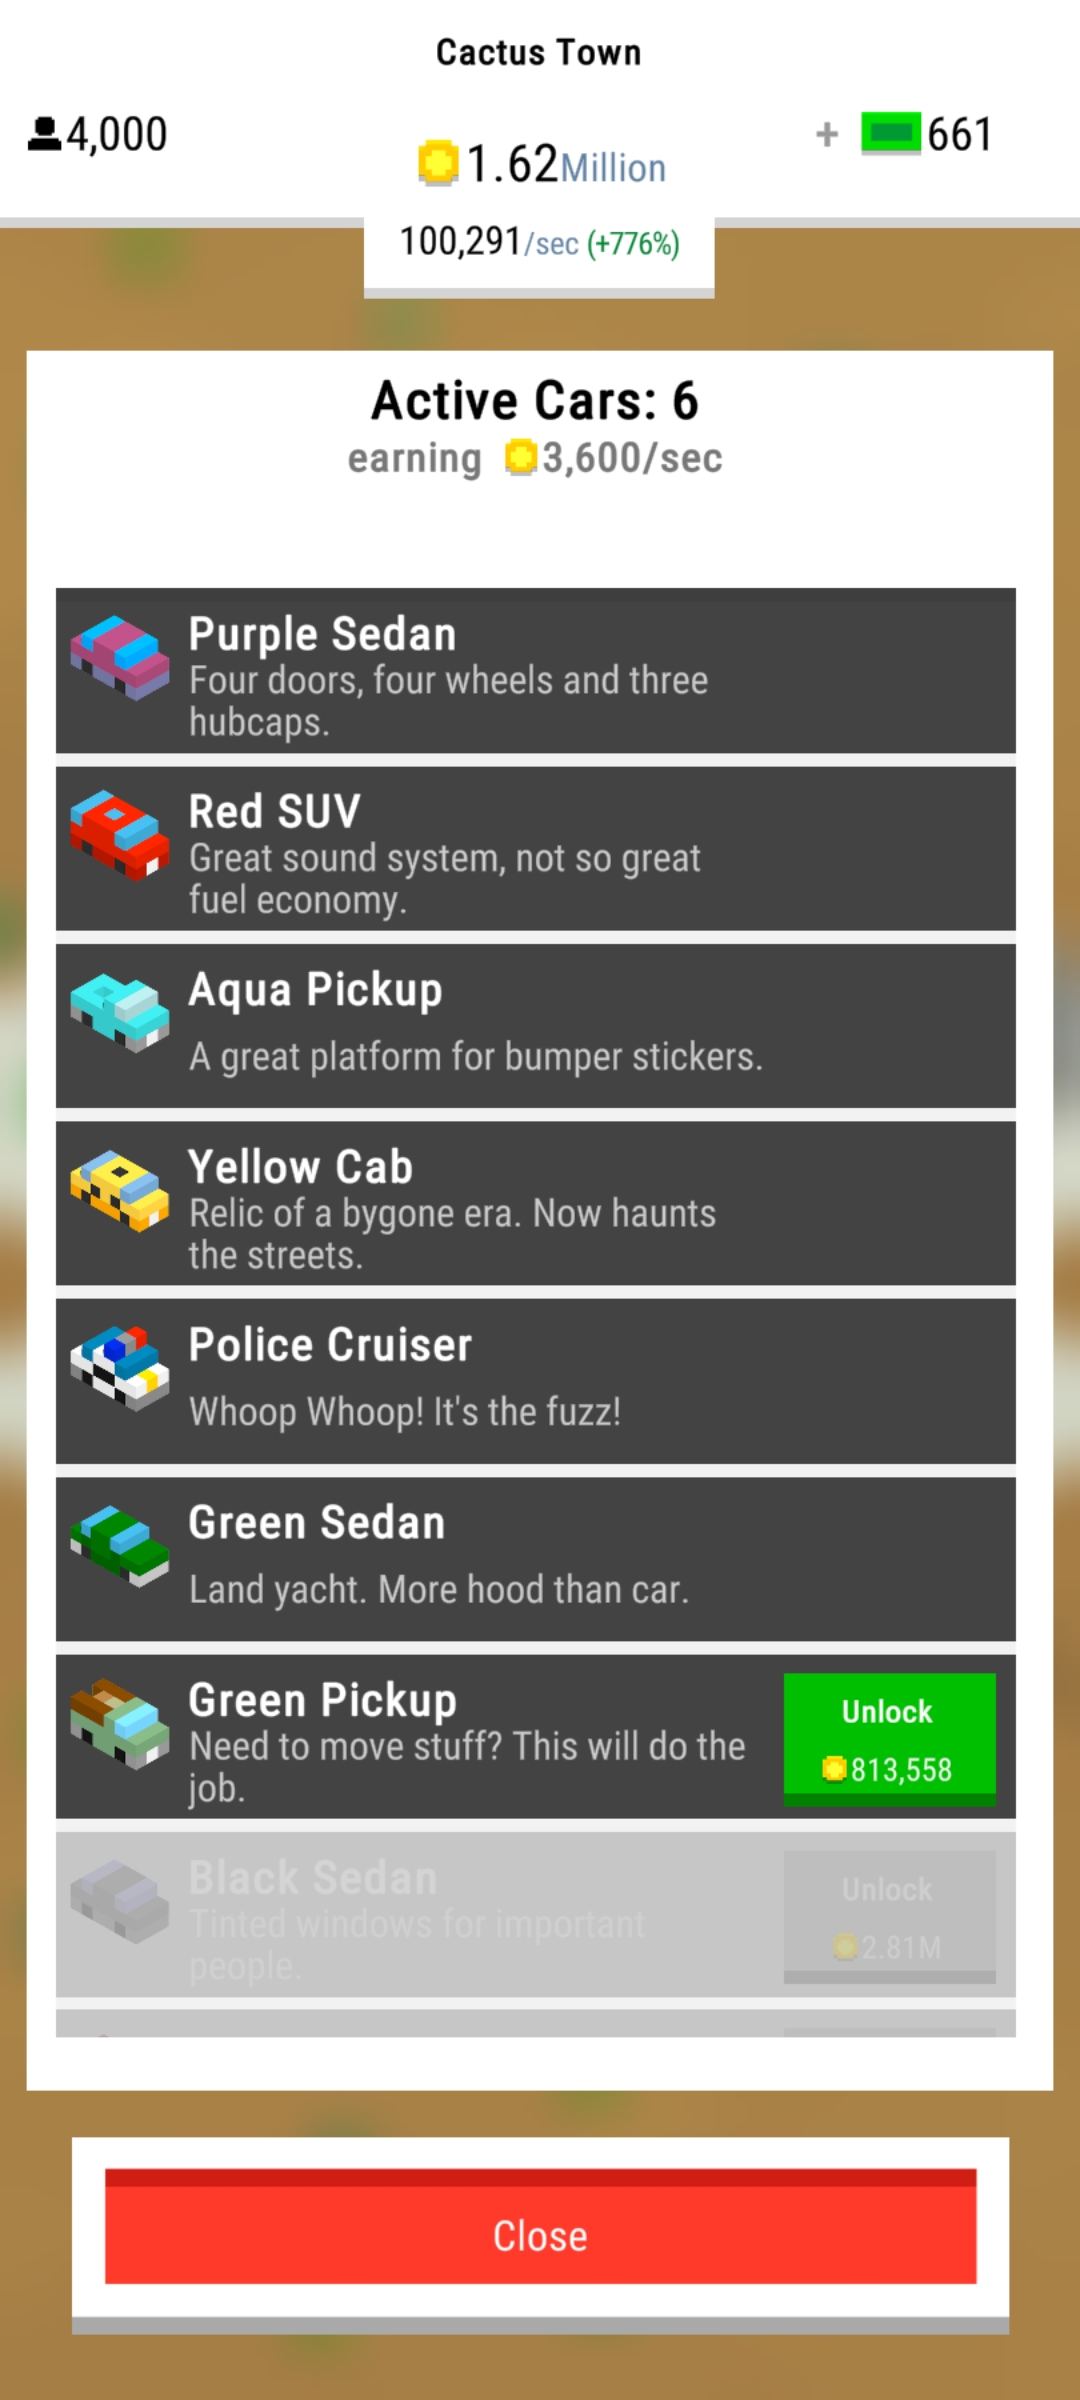 Cactus Town
4,000
1.62Million
+ 661
100,291/sec (+776%)
Active Cars: 6
earning 3,600/sec
Purple Sedan
Four doors, four wheels and three
hubcaps.
Red SUV
Great sound system, not so great
fuel economy.
Aqua Pickup
A great platform for bumper stickers.
Yellow Cab
Relic of a bygone era. Now haunts
the streets.
Police Cruiser
Whoop Whoop! It's the fuzz!
Green Sedan
Land yacht. More hood than car.
Green Pickup
Need to move stuff? This will do the
job.
Unlock
813,558
Black Sedan
Tinted windows for important
people.
Unlock
2.81M
Close